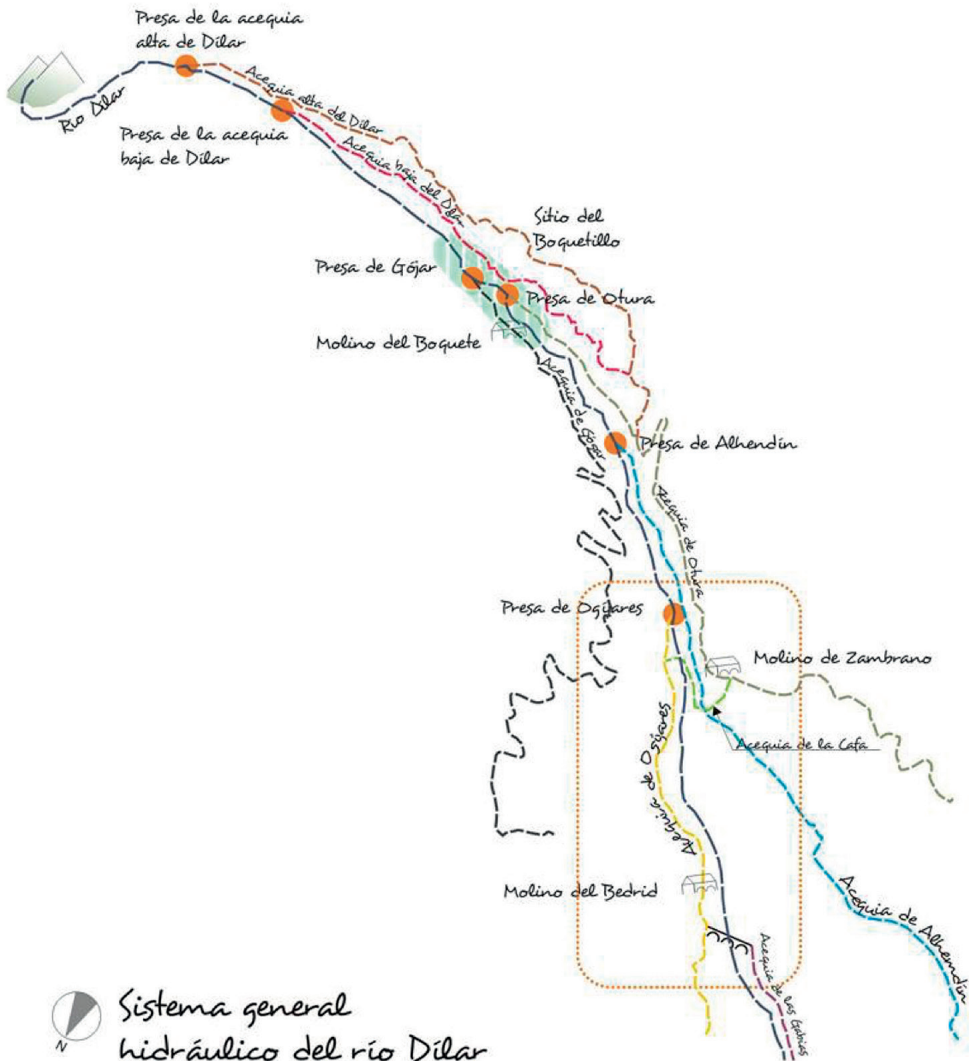 Presa de la acequia
alta de Dílar
Río Dílar
Acequia alta del Dílar
Presa de la acequia
baja de Dílar
Acequia baja del Dílar
Sitio del
Boquetillo
Presa de Gójar
Presa de Otura
Molino del Boquete
Acequia de Gójar
Presa de Alhendín
Acequia de Otura
Presa de Ogíjares
Molino de Zambrano
Acequia de la Cafa
Acequia de Ogíjares
Molino del Bedrid
Acequia de Alhemdín
Acequia de las Gabias
N
Sistema general
hidráulico del río Dílar